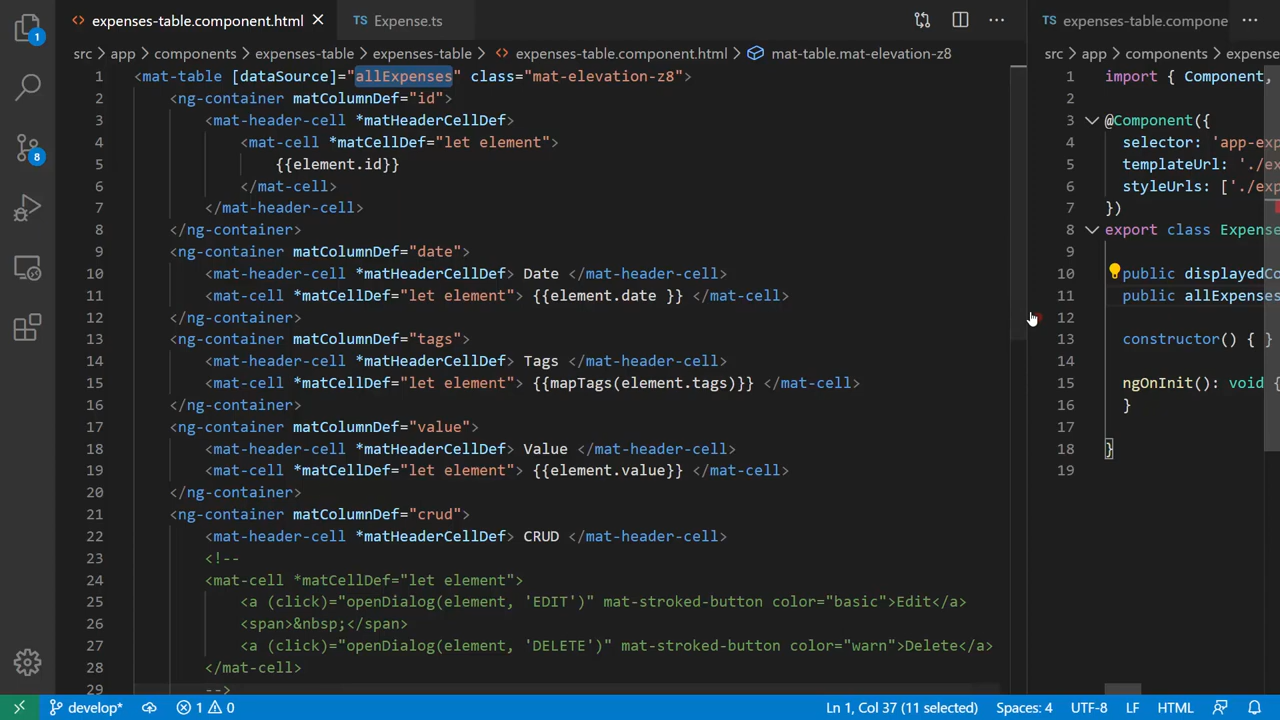 expenses-table.component.html
TS Expense.ts
TS expenses-table.compone
src > app > components > expenses-table > expenses-table > expenses-table.component.html > mat-table.mat-elevation-z8
1 <mat-table [dataSource]="allExpenses" class="mat-elevation-z8">
2 <ng-container matColumnDef="id">
3 <mat-header-cell *matHeaderCellDef>
4 <mat-cell *matCellDef="let element">
5 {{element.id}}
6 </mat-cell>
7 </mat-header-cell>
8 </ng-container>
9 <ng-container matColumnDef="date">
10 <mat-header-cell *matHeaderCellDef> Date </mat-header-cell>
11 <mat-cell *matCellDef="let element"> {{element.date }} </mat-cell>
12 </ng-container>
13 <ng-container matColumnDef="tags">
14 <mat-header-cell *matHeaderCellDef> Tags </mat-header-cell>
15 <mat-cell *matCellDef="let element"> {{mapTags(element.tags)}} </mat-cell>
16 </ng-container>
17 <ng-container matColumnDef="value">
18 <mat-header-cell *matHeaderCellDef> Value </mat-header-cell>
19 <mat-cell *matCellDef="let element"> {{element.value}} </mat-cell>
20 </ng-container>
21 <ng-container matColumnDef="crud">
22 <mat-header-cell *matHeaderCellDef> CRUD </mat-header-cell>
23 <!--
24 <mat-cell *matCellDef="let element">
25 <a (click)="openDialog(element, 'EDIT')" mat-stroked-button color="basic">Edit</a>
26 <span>&nbsp;</span>
27 <a (click)="openDialog(element, 'DELETE')" mat-stroked-button color="warn">Delete</a>
28 </mat-cell>
29 -->
src > app > components > expense
1 import { Component,
2
3 @Component({
4 selector: 'app-exp
5 templateUrl: './ex
6 styleUrls: ['./exp
7 })
8 export class Expense
9
10 public displayedCo
11 public allExpenses
12
13 constructor() { }
14
15 ngOnInit(): void {
16 }
17
18 }
19
1
8
develop*
1 0
Ln 1, Col 37 (11 selected)
Spaces: 4
UTF-8
LF
HTML